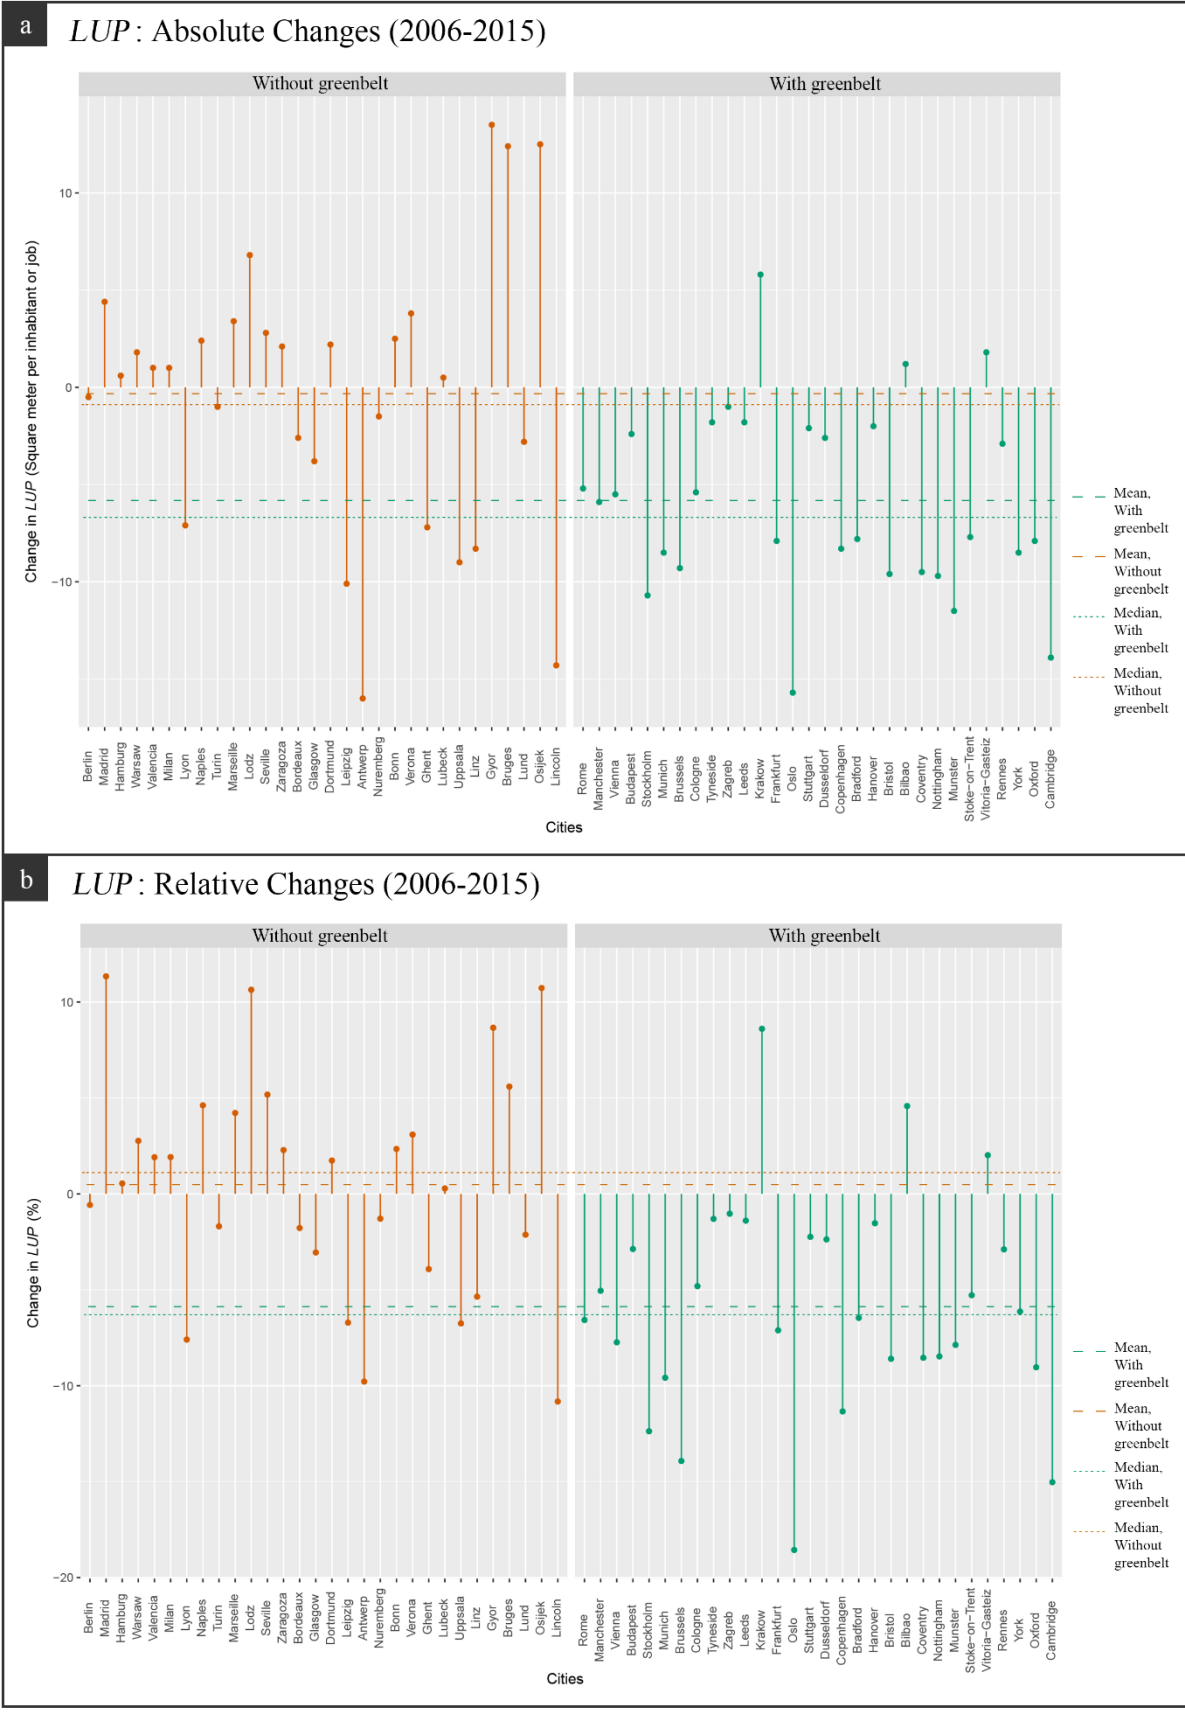 a
LUP : Absolute Changes (2006-2015)
Without greenbelt
With greenbelt
Change in LUP (Square meter per inhabitant or job)
10
0
−10
Berlin
Madrid
Hamburg
Warsaw
Valencia
Milan
Lyon
Naples
Turin
Marseille
Lodz
Seville
Zaragoza
Bordeaux
Glasgow
Dortmund
Leipzig
Antwerp
Nuremberg
Bonn
Verona
Ghent
Lubeck
Uppsala
Linz
Gyor
Bruges
Lund
Osijek
Lincoln
Rome
Manchester
Vienna
Budapest
Stockholm
Munich
Brussels
Cologne
Tyneside
Zagreb
Leeds
Krakow
Frankfurt
Oslo
Stuttgart
Dusseldorf
Copenhagen
Bradford
Hanover
Bristol
Bilbao
Coventry
Nottingham
Munster
Stoke−on−Trent
Vitoria−Gasteiz
Rennes
York
Oxford
Cambridge
Cities
Mean,
With
greenbelt
Mean,
Without
greenbelt
Median,
With
greenbelt
Median,
Without
greenbelt
b
LUP : Relative Changes (2006-2015)
Without greenbelt
With greenbelt
Change in LUP (%)
10
0
−10
−20
Berlin
Madrid
Hamburg
Warsaw
Valencia
Milan
Lyon
Naples
Turin
Marseille
Lodz
Seville
Zaragoza
Bordeaux
Glasgow
Dortmund
Leipzig
Antwerp
Nuremberg
Bonn
Verona
Ghent
Lubeck
Uppsala
Linz
Gyor
Bruges
Lund
Osijek
Lincoln
Rome
Manchester
Vienna
Budapest
Stockholm
Munich
Brussels
Cologne
Tyneside
Zagreb
Leeds
Krakow
Frankfurt
Oslo
Stuttgart
Dusseldorf
Copenhagen
Bradford
Hanover
Bristol
Bilbao
Coventry
Nottingham
Munster
Stoke−on−Trent
Vitoria−Gasteiz
Rennes
York
Oxford
Cambridge
Cities
Mean,
With
greenbelt
Mean,
Without
greenbelt
Median,
With
greenbelt
Median,
Without
greenbelt